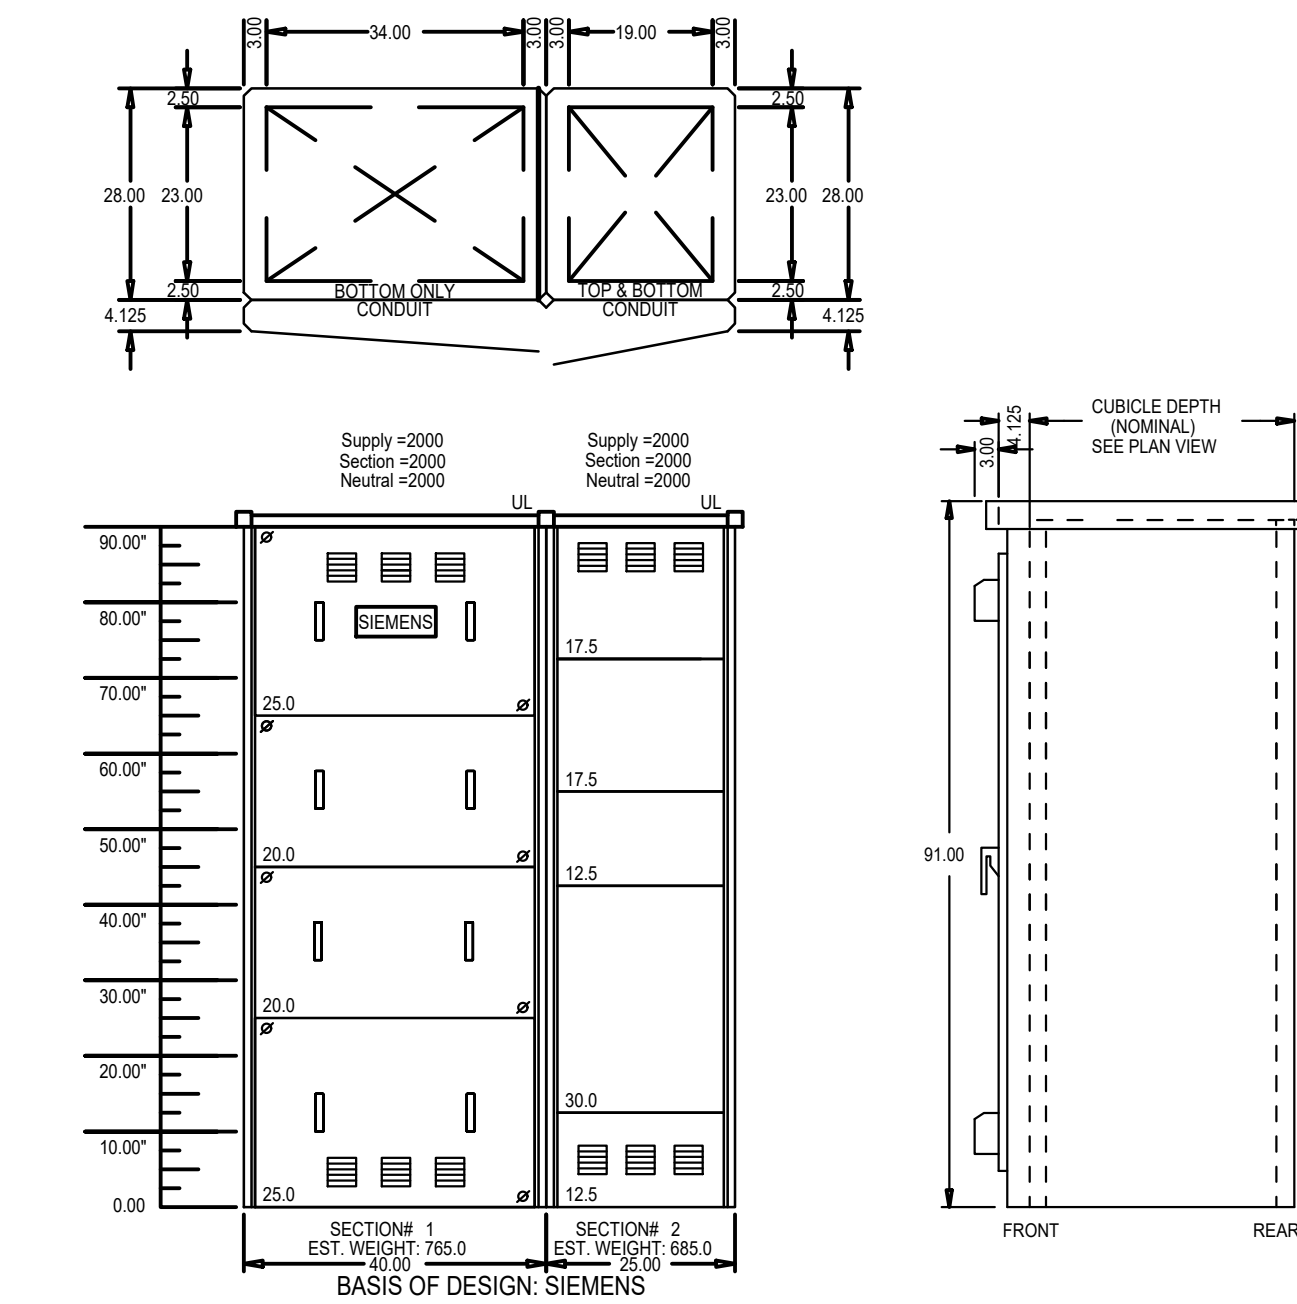 3.00
34.00
3.00
3.00
19.00
3.00
2.50
2.50
28.00
23.00
23.00
28.00
2.50
BOTTOM ONLY
CONDUIT
TOP & BOTTOM
CONDUIT
2.50
4.125
4.125
CUBICLE DEPTH
(NOMINAL)
SEE PLAN VIEW
4.125
3.00
Supply =2000
Section =2000
Neutral =2000
UL
Supply =2000
Section =2000
Neutral =2000
UL
90.00"
80.00"
SIEMENS
17.5
70.00"
25.0
60.00"
17.5
50.00"
20.0
12.5
91.00
40.00"
30.00"
20.0
30.0
20.00"
10.00"
0.00
25.0
12.5
SECTION# 1
EST. WEIGHT: 765.0
40.00
SECTION# 2
EST. WEIGHT: 685.0
25.00
FRONT
REAR
BASIS OF DESIGN: SIEMENS